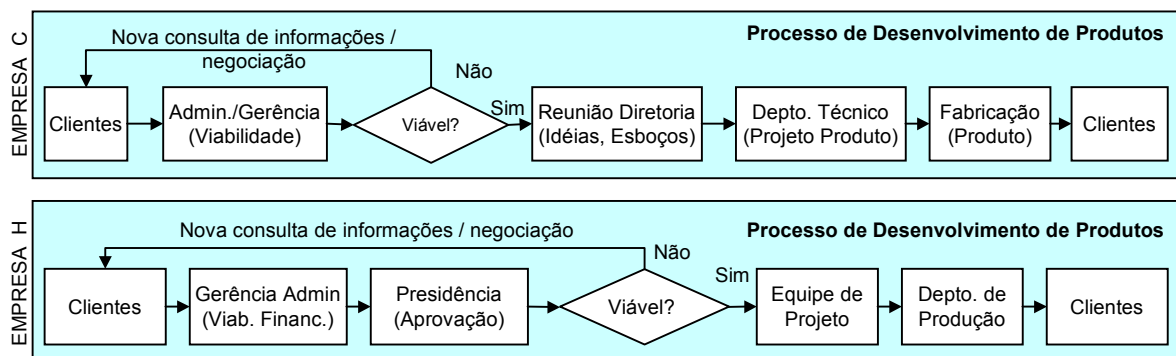 EMPRESA C
Processo de Desenvolvimento de Produtos
Nova consulta de informações /
negociação
Não
Clientes
Admin./Gerência
(Viabilidade)
Viável?
Sim
Reunião Diretoria
(Idéias, Esboços)
Depto. Técnico
(Projeto Produto)
Fabricação
(Produto)
Clientes
EMPRESA H
Processo de Desenvolvimento de Produtos
Nova consulta de informações / negociação
Não
Clientes
Gerência Admin
(Viab. Financ.)
Presidência
(Aprovação)
Viável?
Sim
Equipe de
Projeto
Depto. de
Produção
Clientes